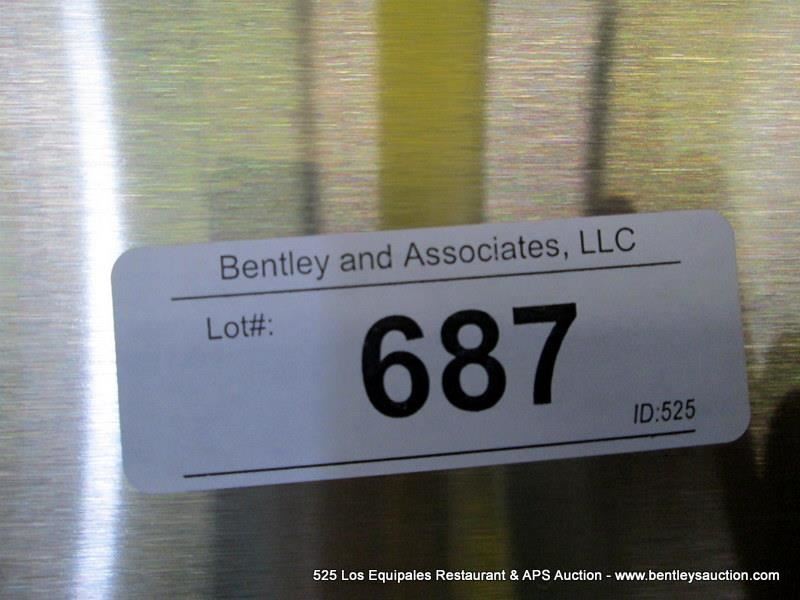 Bentley and Associates, LLC
Lot#:
687
ID:525
525 Los Equipales Restaurant & APS Auction - www.bentleysauction.com